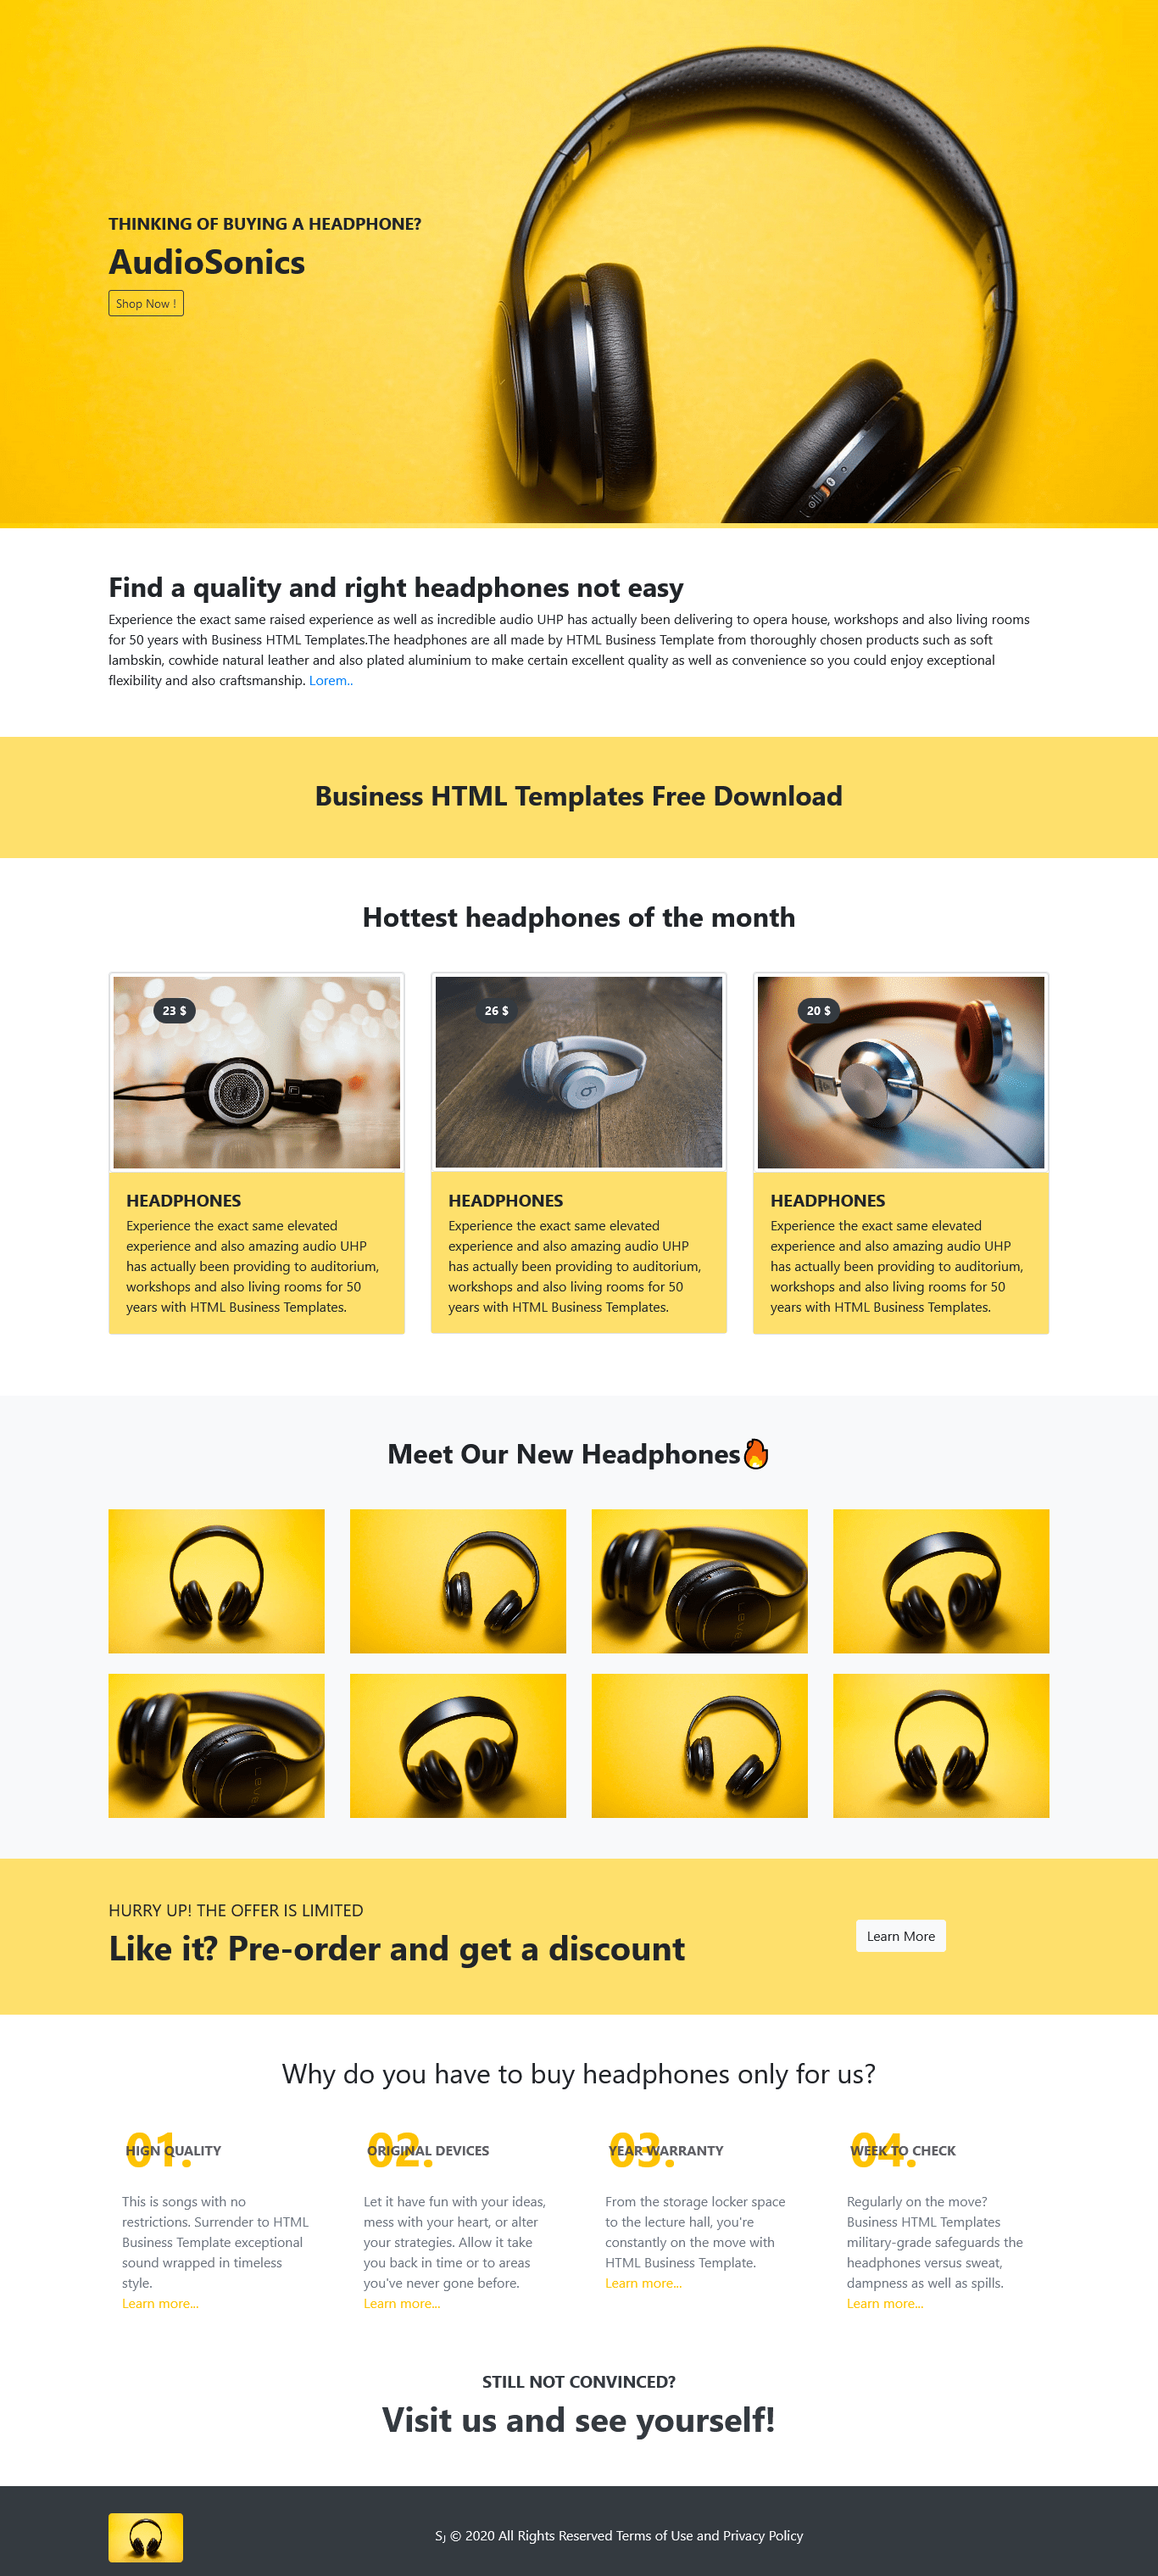 THINKING OF BUYING A HEADPHONE?
AudioSonics
Shop Now !
Find a quality and right headphones not easy
Experience the exact same raised experience as well as incredible audio UHP has actually been delivering to opera house, workshops and also living rooms
for 50 years with Business HTML Templates.The headphones are all made by HTML Business Template from thoroughly chosen products such as soft
lambskin, cowhide natural leather and also plated aluminium to make certain excellent quality as well as convenience so you could enjoy exceptional
flexibility and also craftsmanship. Lorem..
Business HTML Templates Free Download
Hottest headphones of the month
23 $
HEADPHONES
Experience the exact same elevated
experience and also amazing audio UHP
has actually been providing to auditorium,
workshops and also living rooms for 50
years with HTML Business Templates.
26 $
HEADPHONES
Experience the exact same elevated
experience and also amazing audio UHP
has actually been providing to auditorium,
workshops and also living rooms for 50
years with HTML Business Templates.
20 $
HEADPHONES
Experience the exact same elevated
experience and also amazing audio UHP
has actually been providing to auditorium,
workshops and also living rooms for 50
years with HTML Business Templates.
Meet Our New Headphones🔥
Level
Level
HURRY UP! THE OFFER IS LIMITED
Like it? Pre-order and get a discount
Learn More
Why do you have to buy headphones only for us?
01.
HIGN QUALITY
This is songs with no
restrictions. Surrender to HTML
Business Template exceptional
sound wrapped in timeless
style.
Learn more...
02.
ORIGINAL DEVICES
Let it have fun with your ideas,
mess with your heart, or alter
your strategies. Allow it take
you back in time or to areas
you've never gone before.
Learn more...
03.
YEAR WARRANTY
From the storage locker space
to the lecture hall, you're
constantly on the move with
HTML Business Template.
Learn more...
04.
WEEK TO CHECK
Regularly on the move?
Business HTML Templates
military-grade safeguards the
headphones versus sweat,
dampness as well as spills.
Learn more...
STILL NOT CONVINCED?
Visit us and see yourself!
Sj © 2020 All Rights Reserved Terms of Use and Privacy Policy